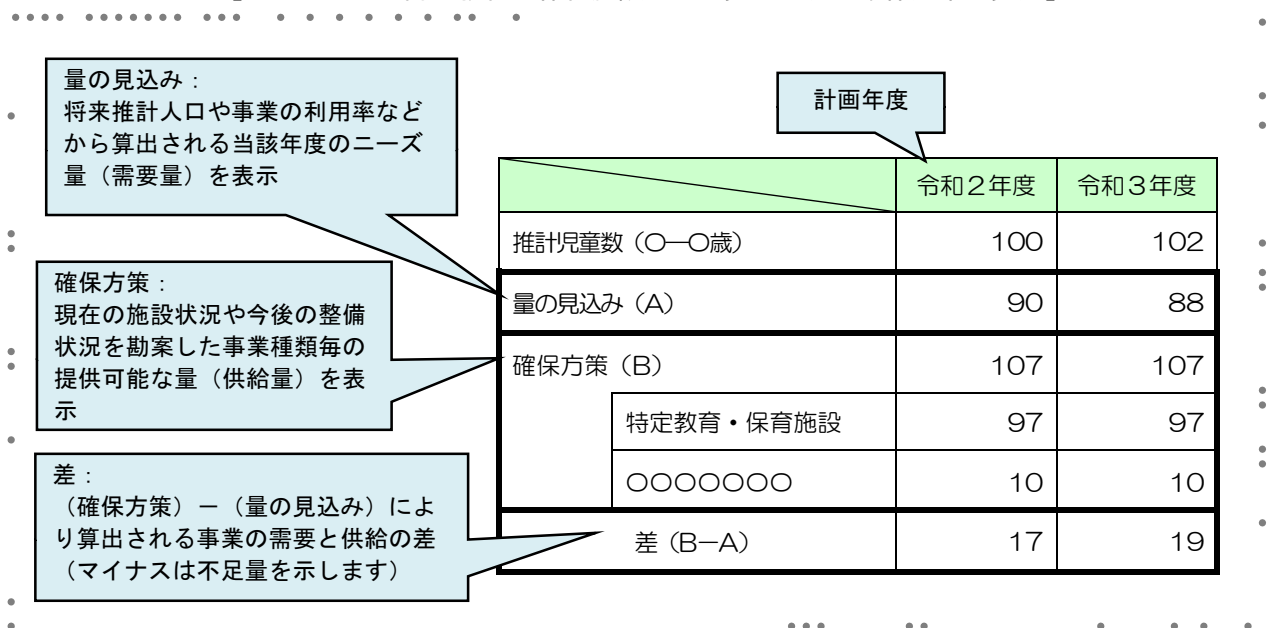 量の見込み：
将来推計人口や事業の利用率など
から算出される当該年度のニーズ
量（需要量）を表示
計画年度
令和２年度 令和３年度
推計児童数（○―○歳） 100 102
量の見込み（A） 90 88
確保方策：
現在の施設状況や今後の整備
状況を勘案した事業種類毎の
提供可能な量（供給量）を表
示
確保方策（B） 107 107
特定教育・保育施設 97 97
○○○○○○○ 10 10
差：
（確保方策）－（量の見込み）によ
り算出される事業の需要と供給の差
（マイナスは不足量を示します）
差（B－A） 17 19